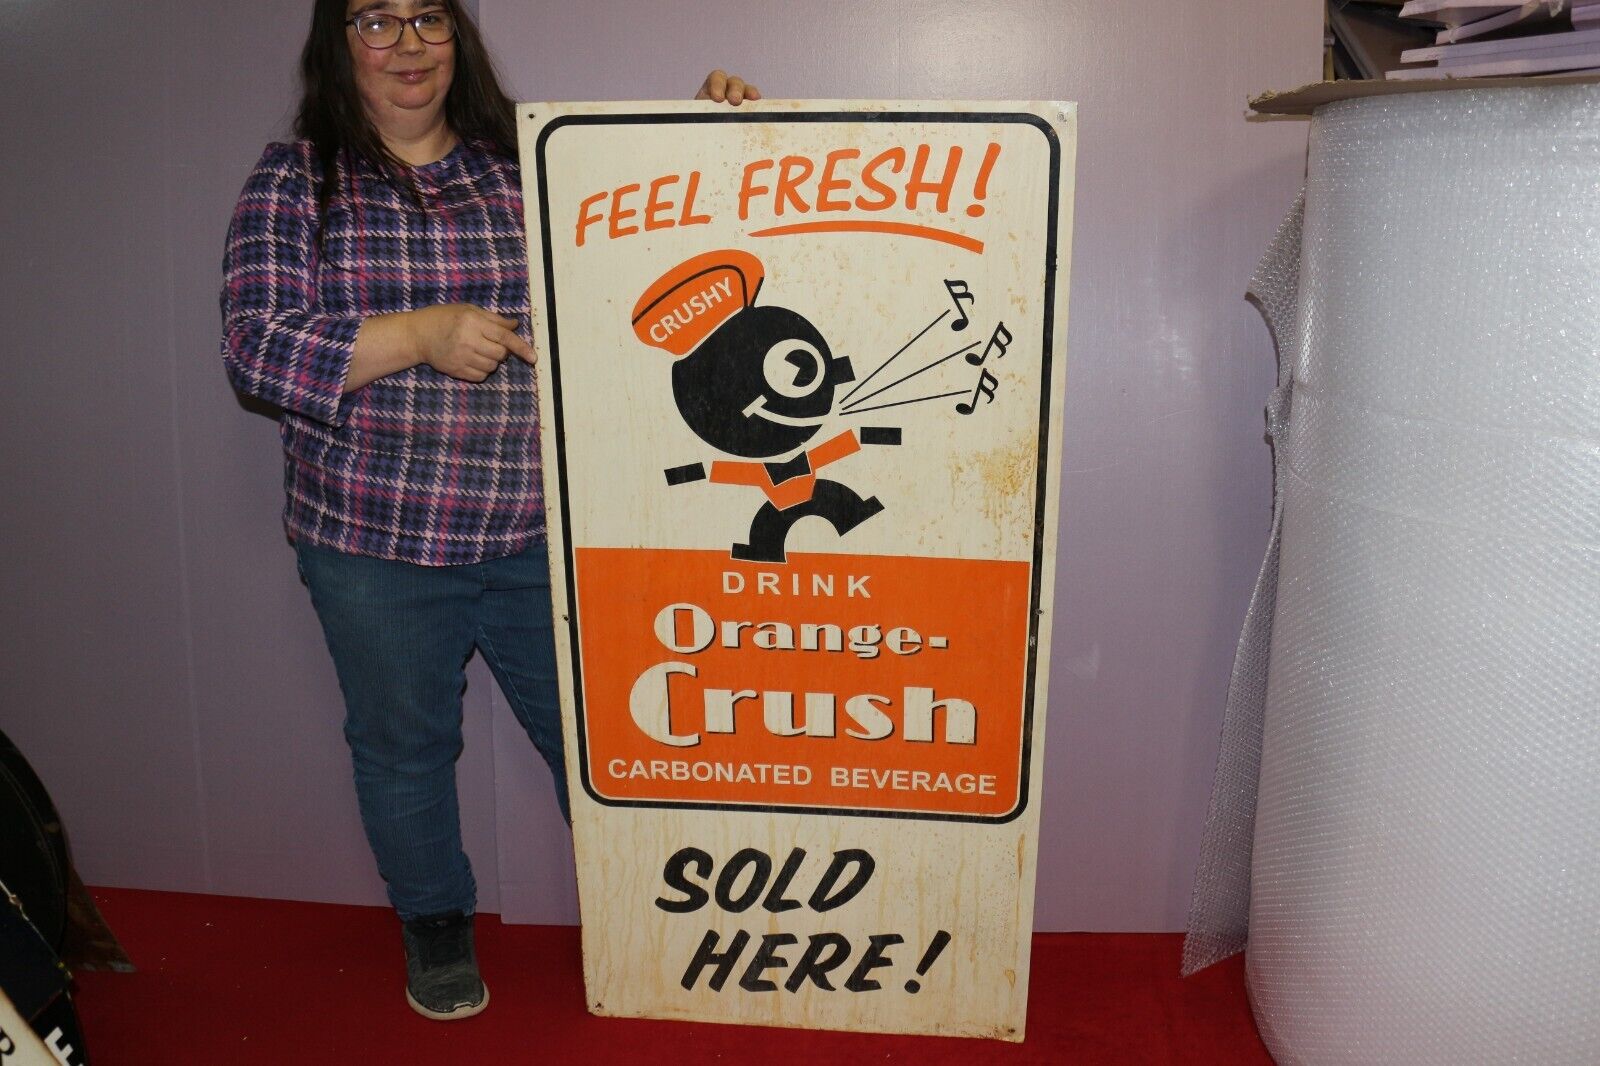 FEEL FRESH!
CRUSHY
DRINK
Orange-
Crush
CARBONATED BEVERAGE
SOLD
HERE!